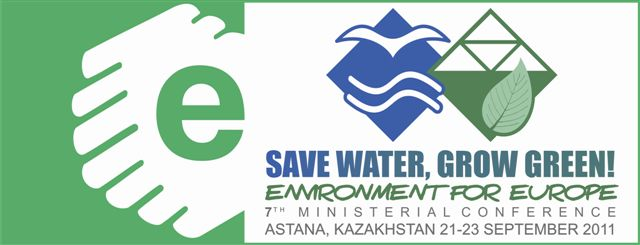 e
SAVE WATER, GROW GREEN!
ENVIRONMENT FOR EUROPE
7TH MINISTERIAL CONFERENCE
ASTANA, KAZAKHSTAN 21-23 SEPTEMBER 2011